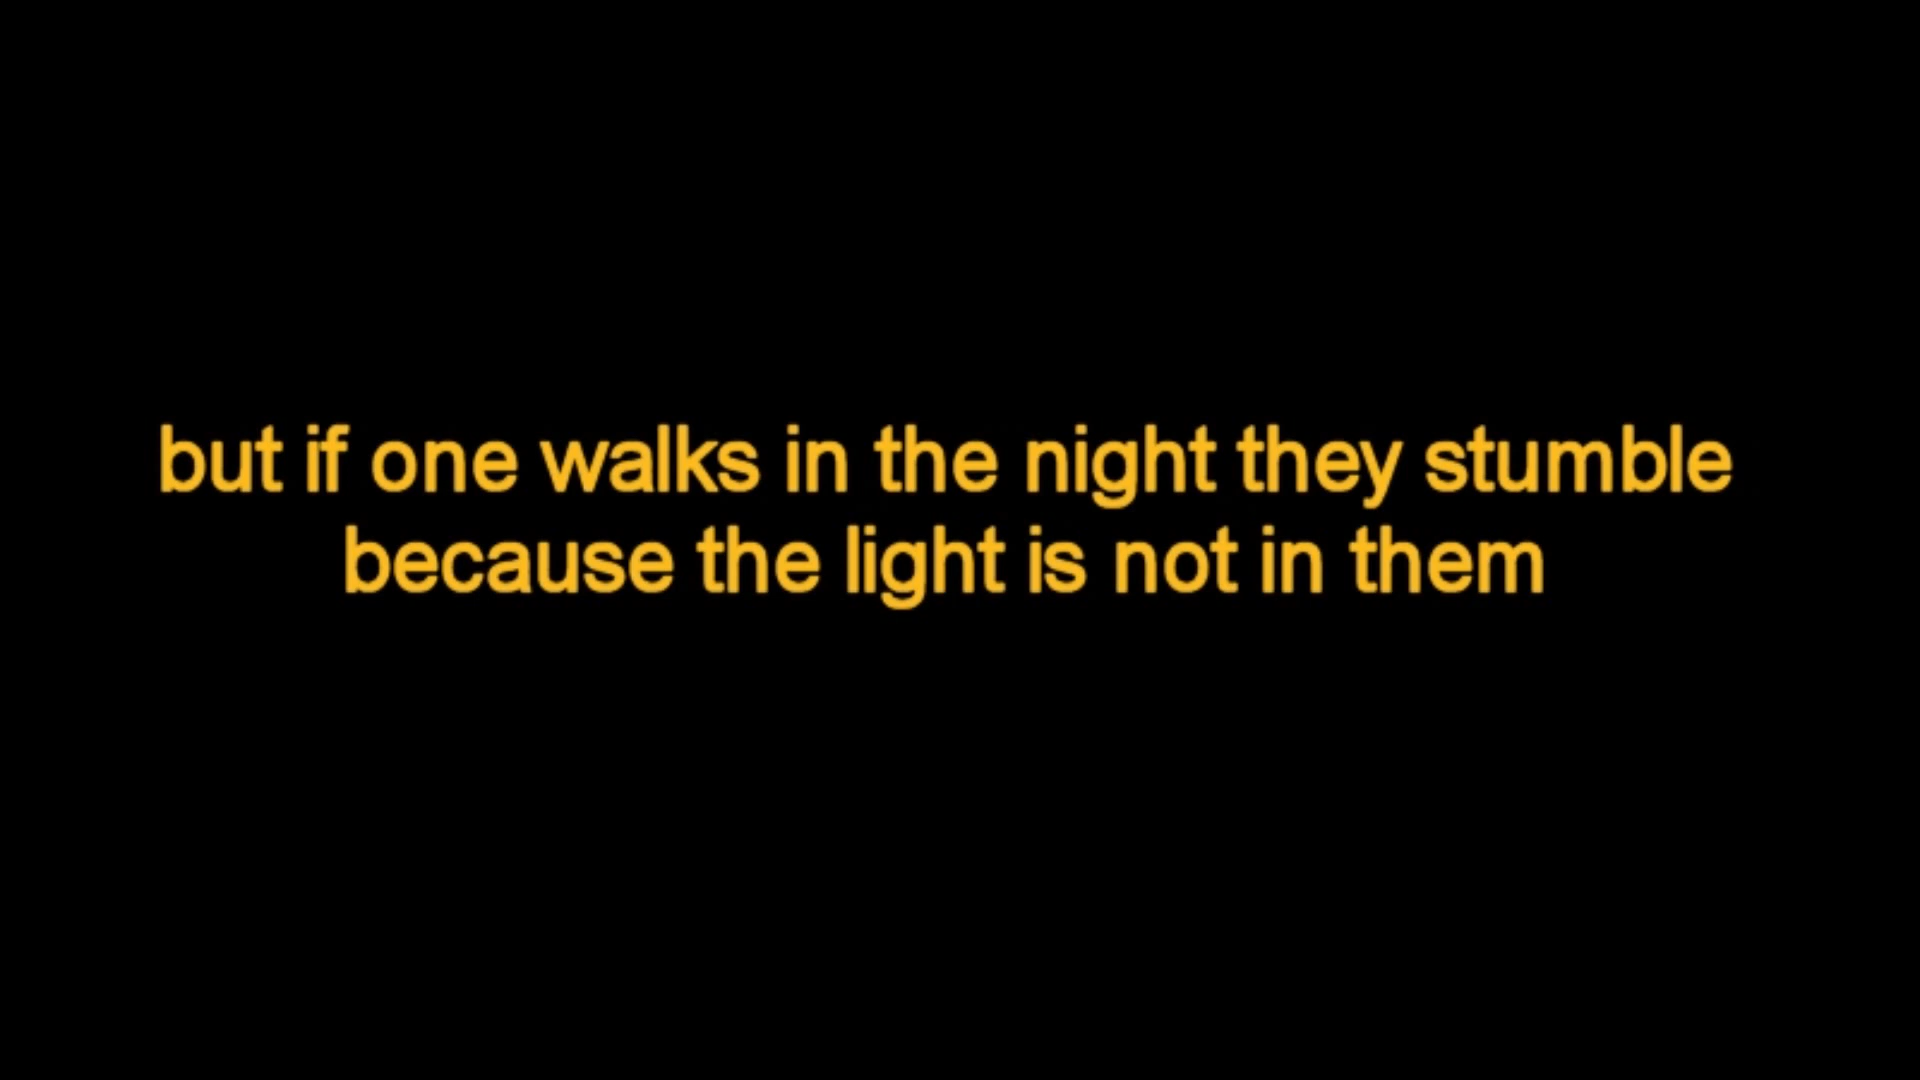 but if one walks in the night they stumble
because the light is not in them